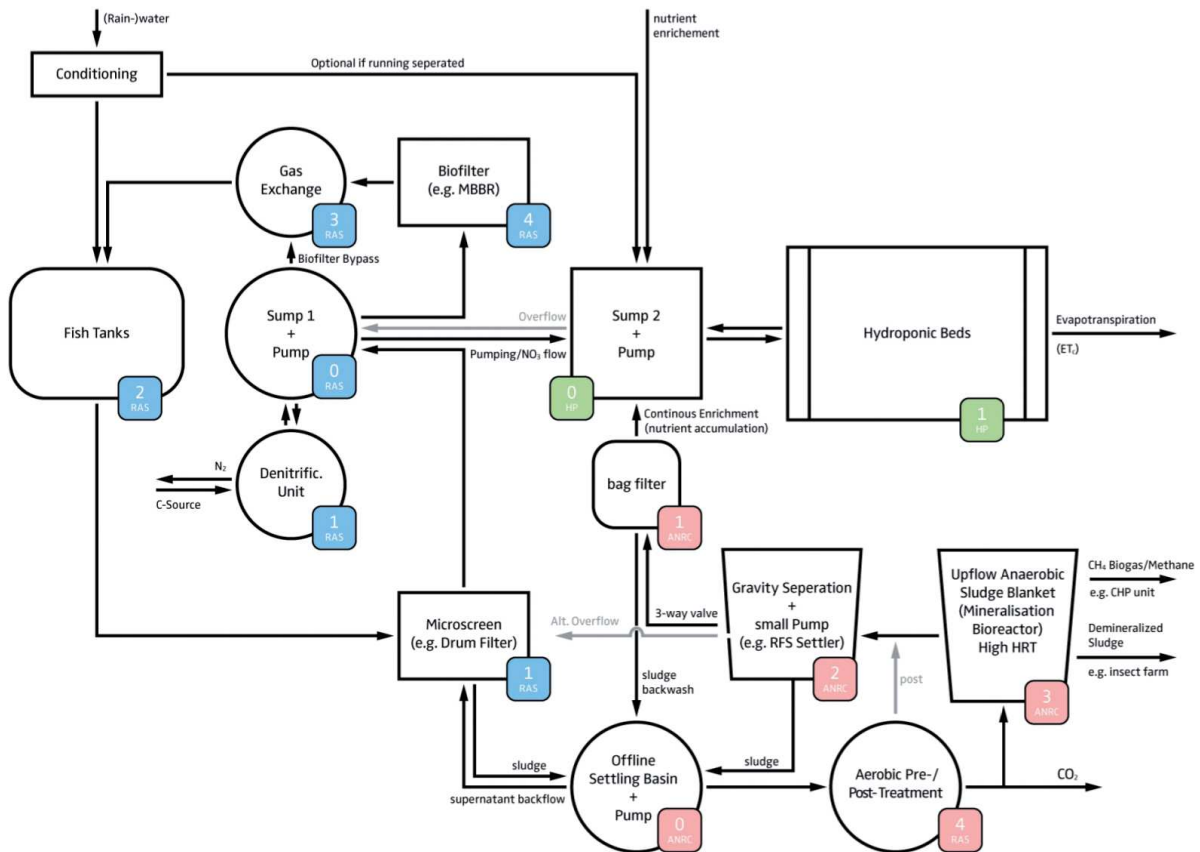 (Rain-)water
nutrient
enrichement
Conditioning
Optional if running seperated
Gas
Exchange
3
RAS
Biofilter
(e.g. MBBR)
4
RAS
Biofilter Bypass
Fish Tanks
2
RAS
Sump 1
+
Pump
0
RAS
Overflow
Pumping/NO₃ flow
Sump 2
+
Pump
0
HP
Hydroponic Beds
1
HP
Evapotranspiration
(ETc)
Continous Enrichment
(nutrient accumulation)
N₂
C-Source
Denitrific.
Unit
1
RAS
bag filter
1
ANRC
Microscreen
(e.g. Drum Filter)
1
RAS
Alt. Overflow
3-way valve
Gravity Seperation
+
small Pump
(e.g. RFS Settler)
2
ANRC
Upflow Anaerobic
Sludge Blanket
(Mineralisation
Bioreactor)
High HRT
3
ANRC
CH₄ Biogas/Methane
e.g. CHP unit
Demineralized
Sludge
e.g. insect farm
post
sludge
backwash
sludge
supernatant backflow
Offline
Settling Basin
+
Pump
0
ANRC
sludge
Aerobic Pre-/
Post-Treatment
4
RAS
CO₂